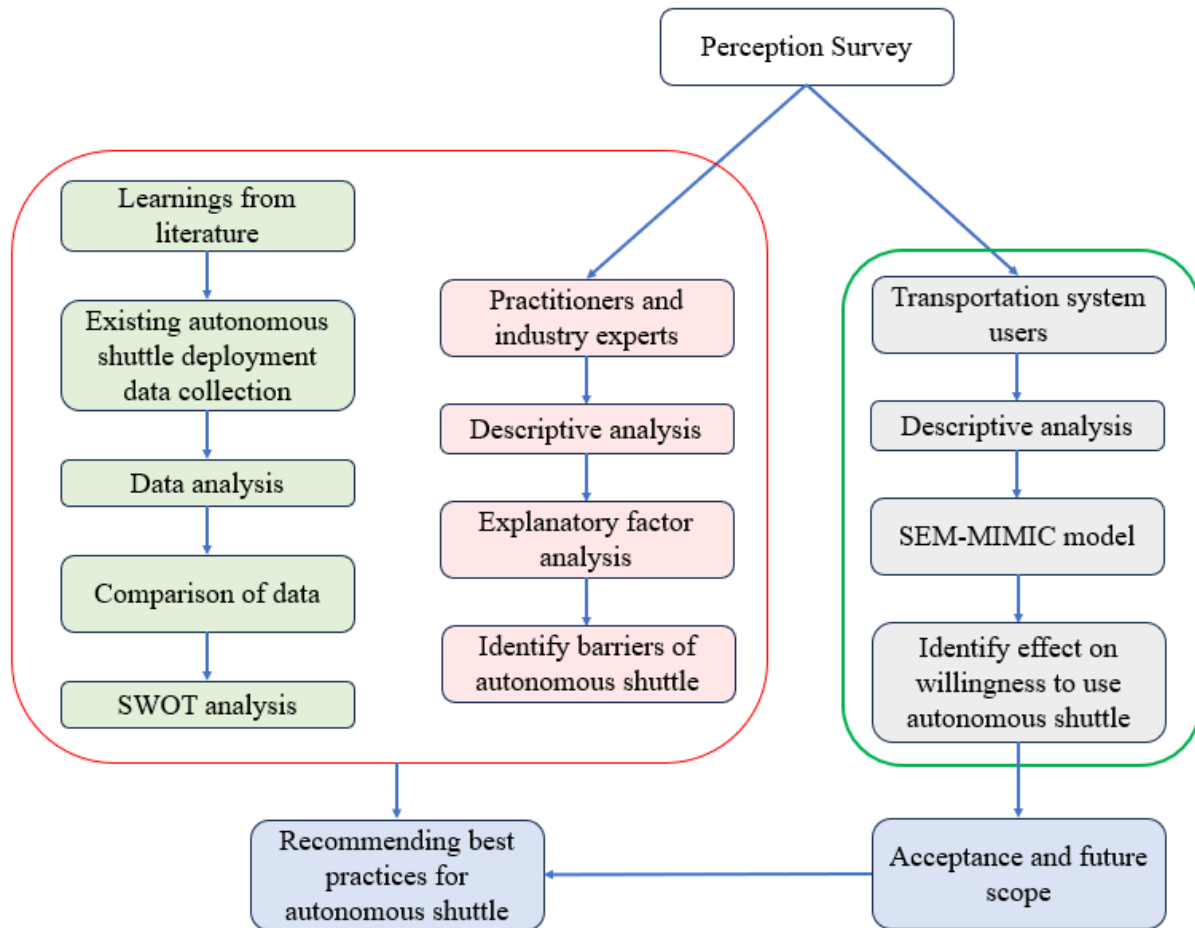 Perception Survey
Learnings from
literature
Existing autonomous
shuttle deployment
data collection
Data analysis
Comparison of data
SWOT analysis
Practitioners and
industry experts
Descriptive analysis
Explanatory factor
analysis
Identify barriers of
autonomous shuttle
Transportation system
users
Descriptive analysis
SEM-MIMIC model
Identify effect on
willingness to use
autonomous shuttle
Recommending best
practices for
autonomous shuttle
Acceptance and future
scope